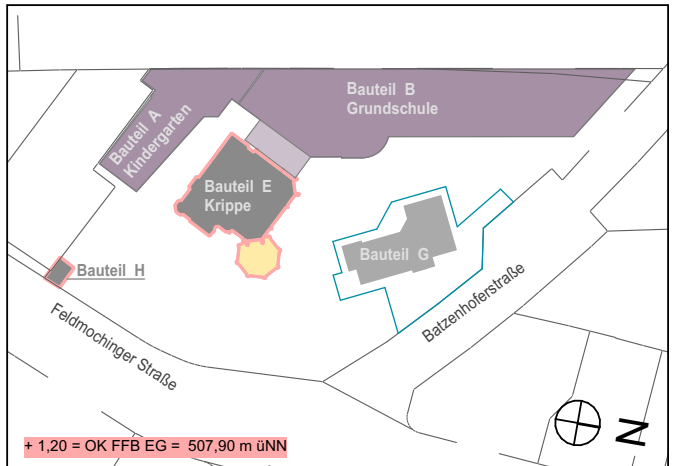 Bauteil B
Grundschule
Bauteil A
Kindergarten
Bauteil E
Krippe
Bauteil G
Bauteil H
Batzenhoferstraße
Feldmochinger Straße
N
+ 1,20 = OK FFB EG = 507,90 m üNN